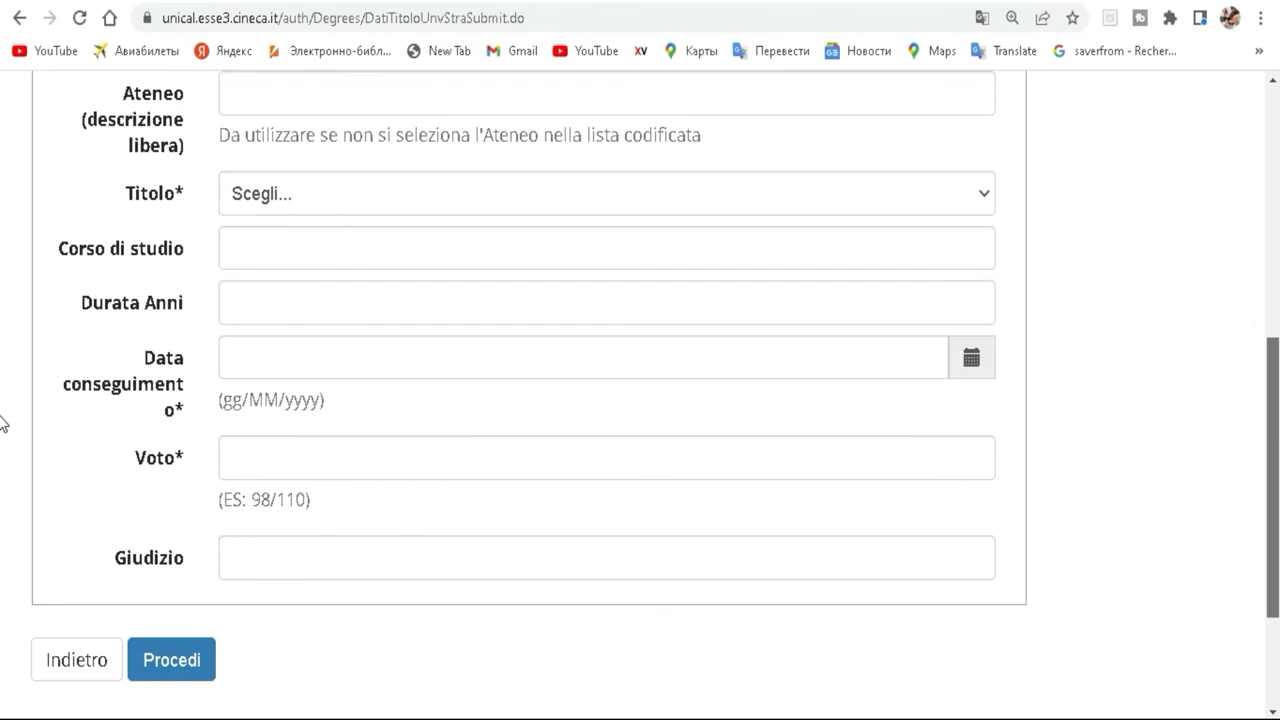 unical.esse3.cineca.it/auth/Degrees/DatiTitoloUnvStraSubmit.do
YouTube Авиабилеты Яндекс Электронно-библ... New Tab Gmail YouTube XV Карты Перевести Новости Maps Translate saverfrom - Recher... »
Ateneo
(descrizione
libera)
Da utilizzare se non si seleziona l'Ateneo nella lista codificata
Titolo*
Scegli...
Corso di studio
Durata Anni
Data
conseguiment
o*
(gg/MM/yyyy)
Voto*
(ES: 98/110)
Giudizio
Indietro Procedi